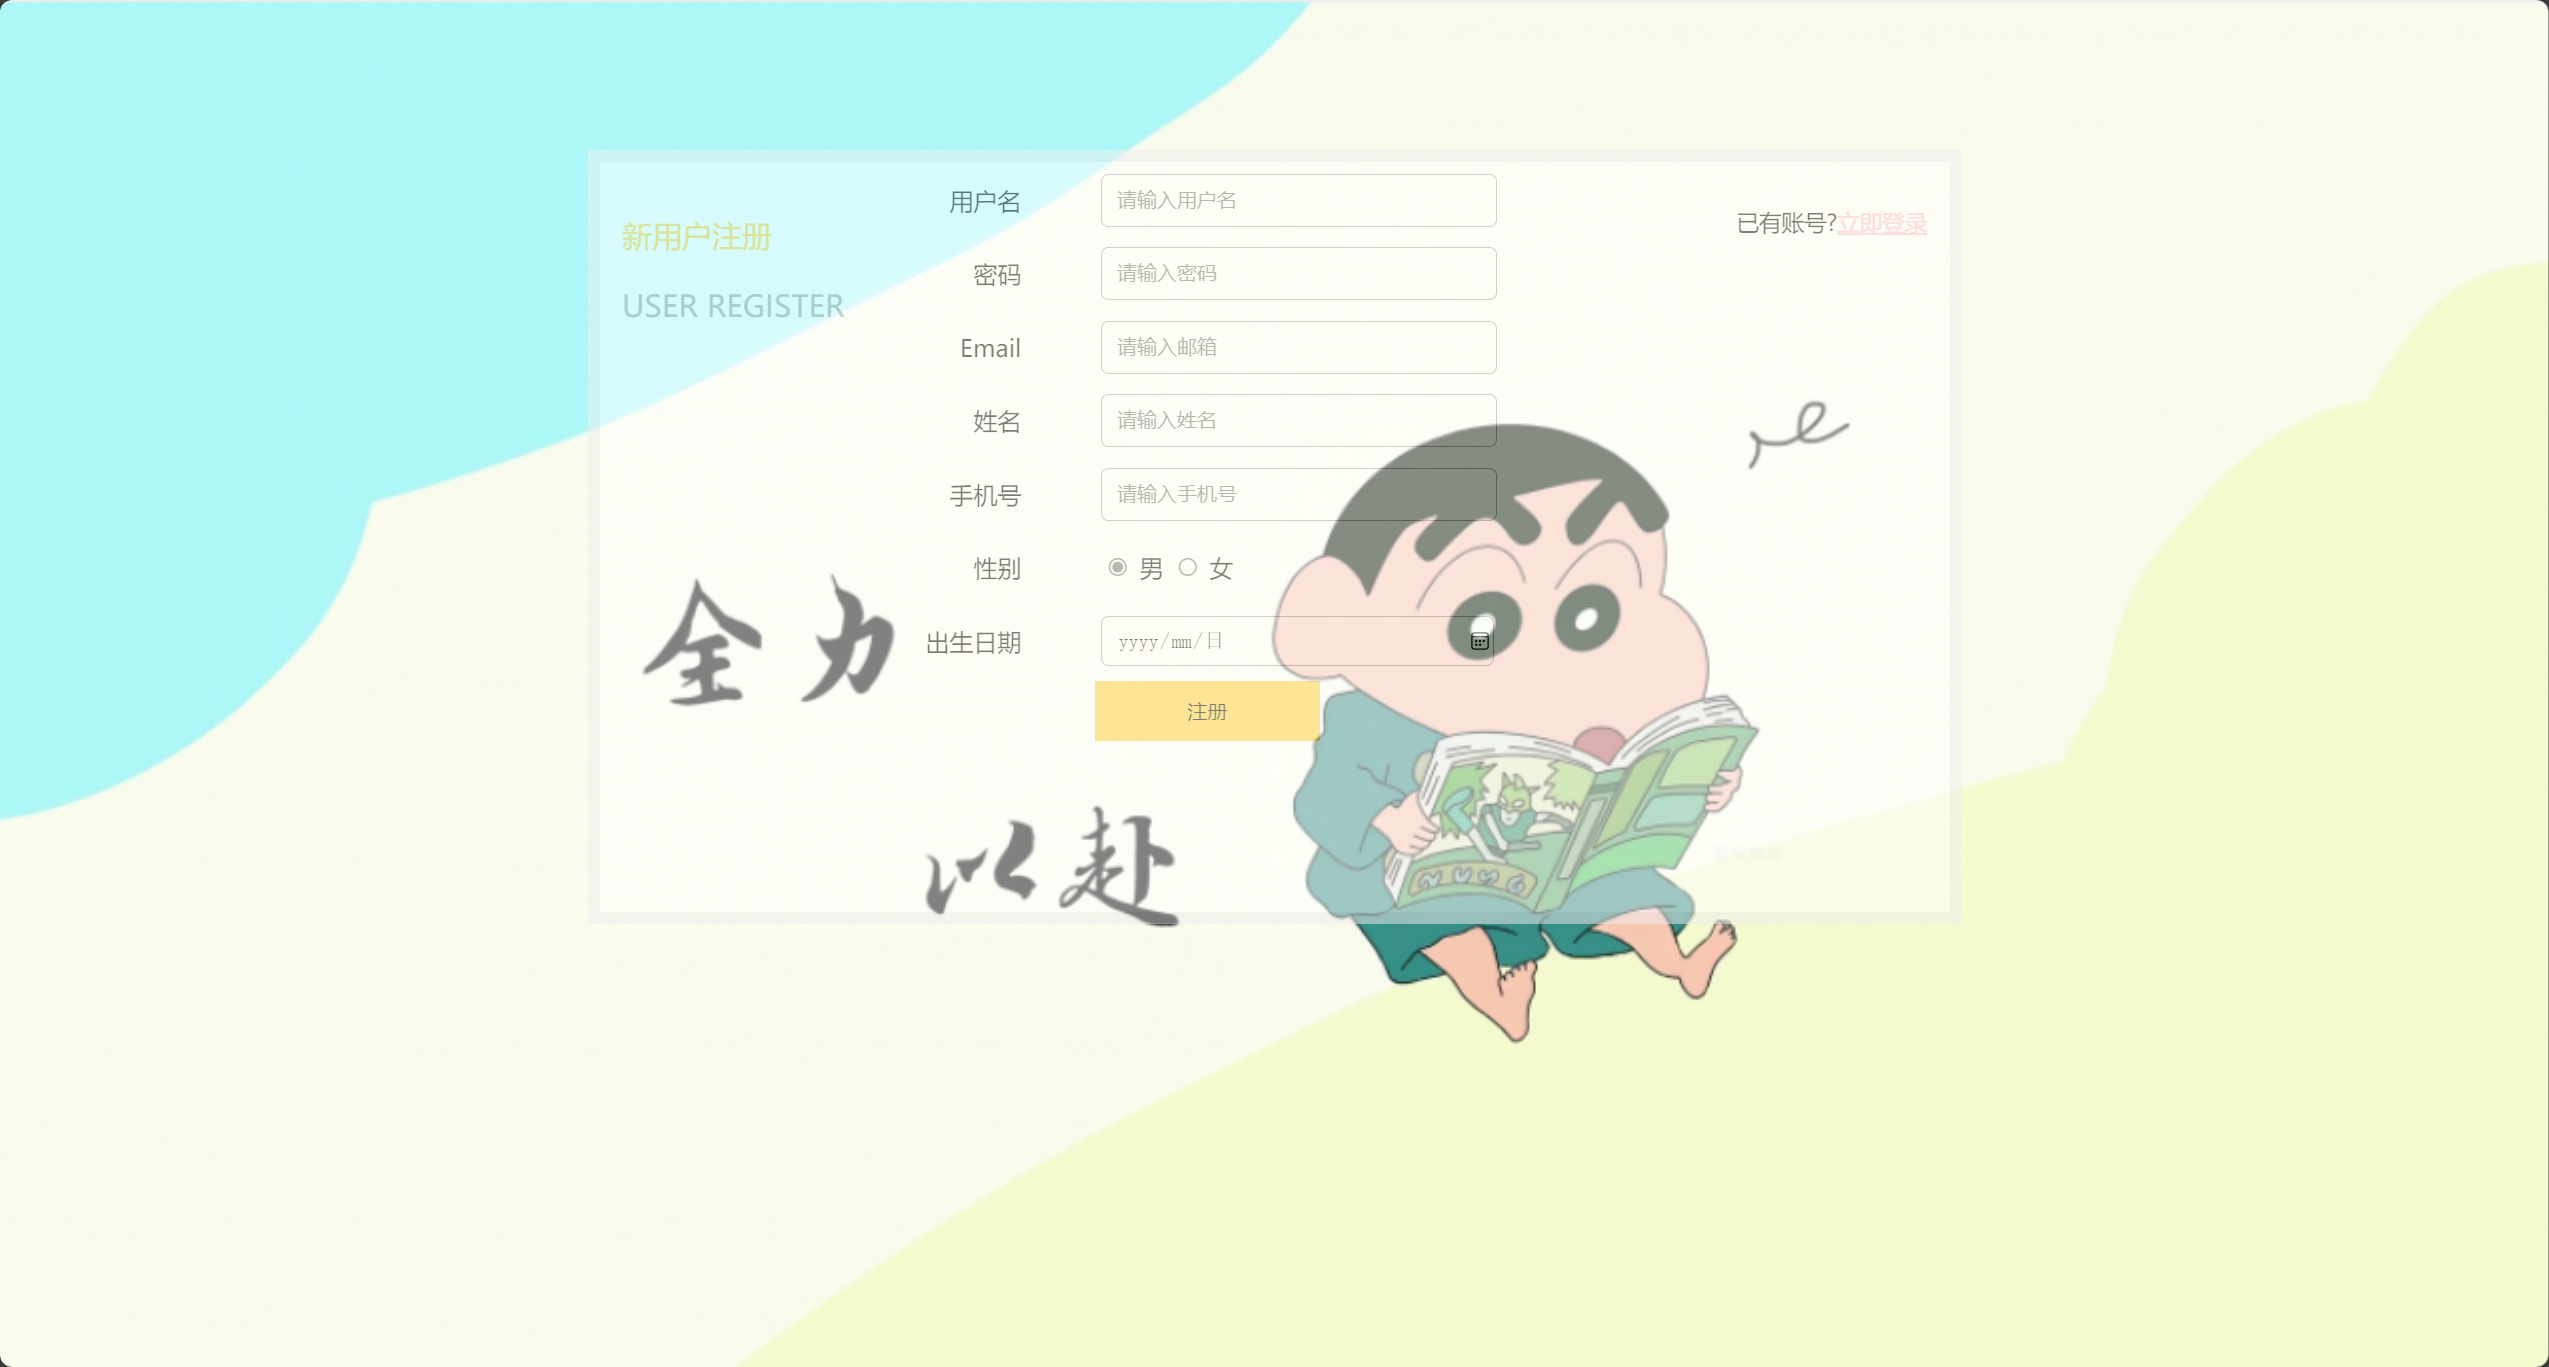 新用户注册
USER REGISTER
用户名
请输入用户名
密码
请输入密码
Email
请输入邮箱
姓名
请输入姓名
手机号
请输入手机号
性别
男 女
出生日期
yyyy/mm/日
注册
已有账号?立即登录
全力
以赴